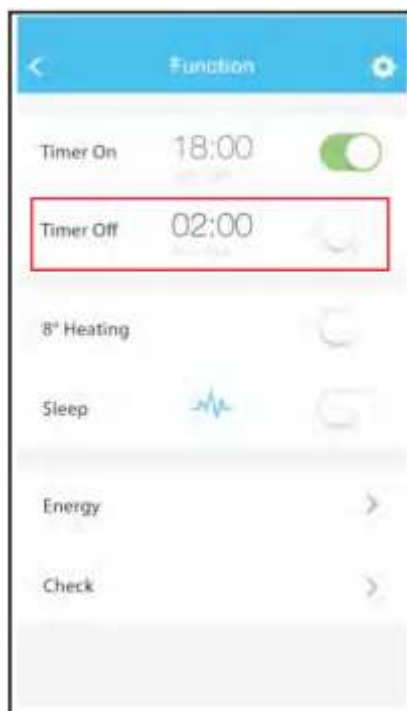 Function
Timer On 18:00
Timer Off 02:00
8° Heating
Sleep
Energy
Check